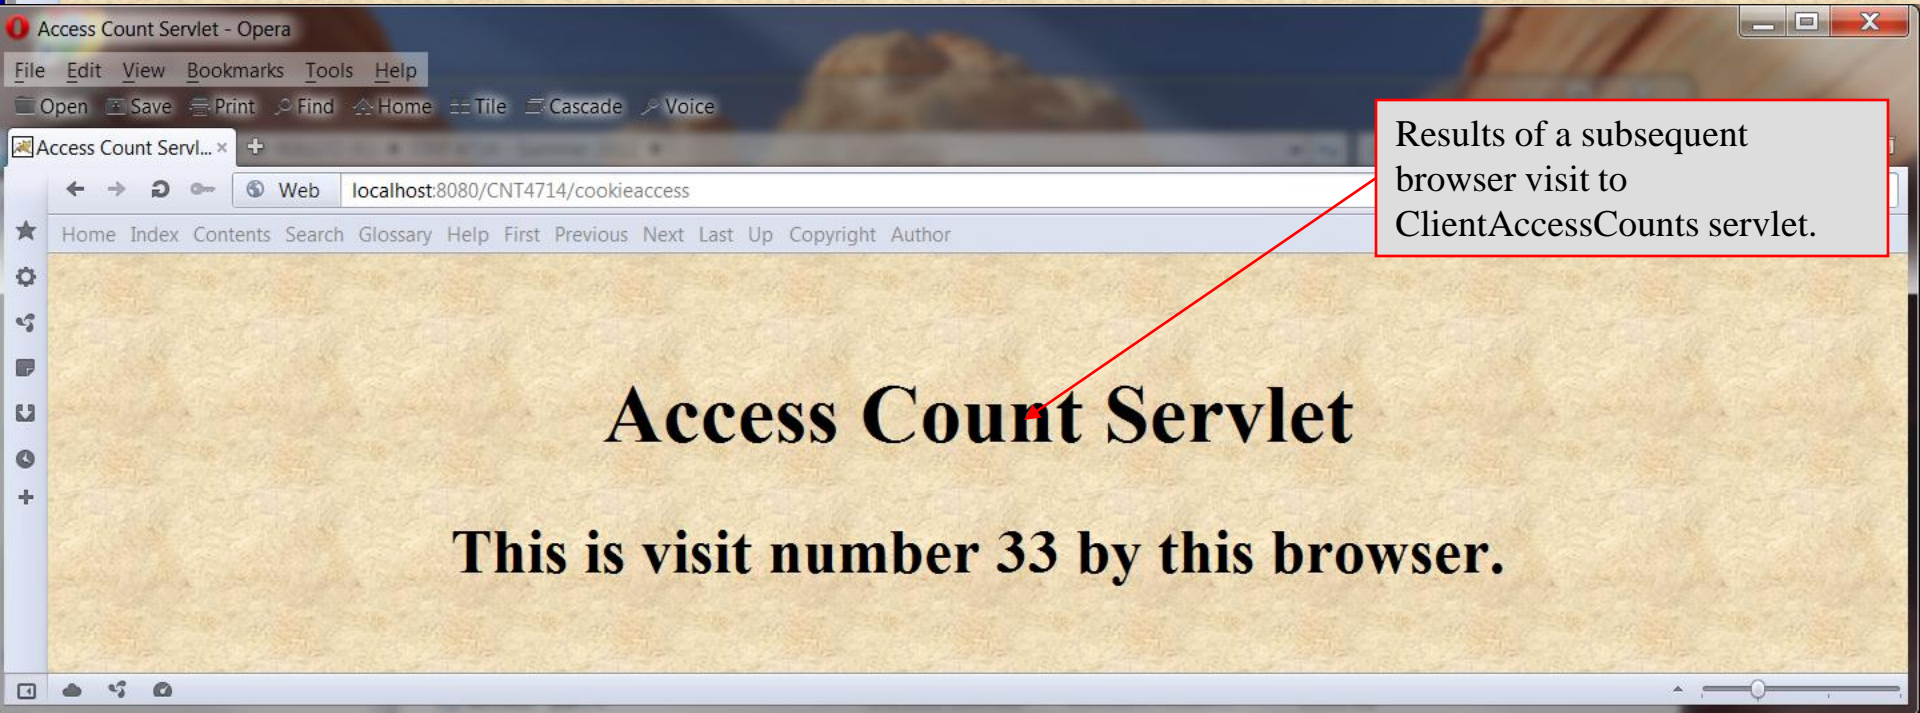 Access Count Servlet - Opera
File Edit View Bookmarks Tools Help
Open Save Print Find Home Tile Cascade Voice
Access Count Servl...
Web localhost:8080/CNT4714/cookieaccess
Home Index Contents Search Glossary Help First Previous Next Last Up Copyright Author
Results of a subsequent
browser visit to
ClientAccessCounts servlet.
Access Count Servlet
This is visit number 33 by this browser.